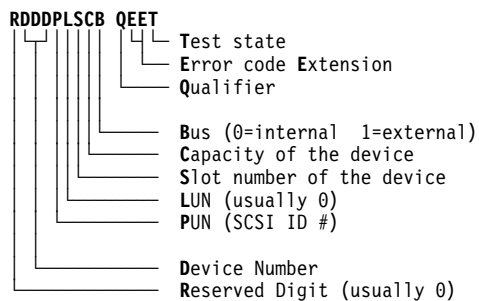 RDDDPLSCB QEET
Test state
Error code Extension
Qualifier
Bus (0=internal 1=external)
Capacity of the device
Slot number of the device
LUN (usually 0)
PUN (SCSI ID #)
Device Number
Reserved Digit (usually 0)